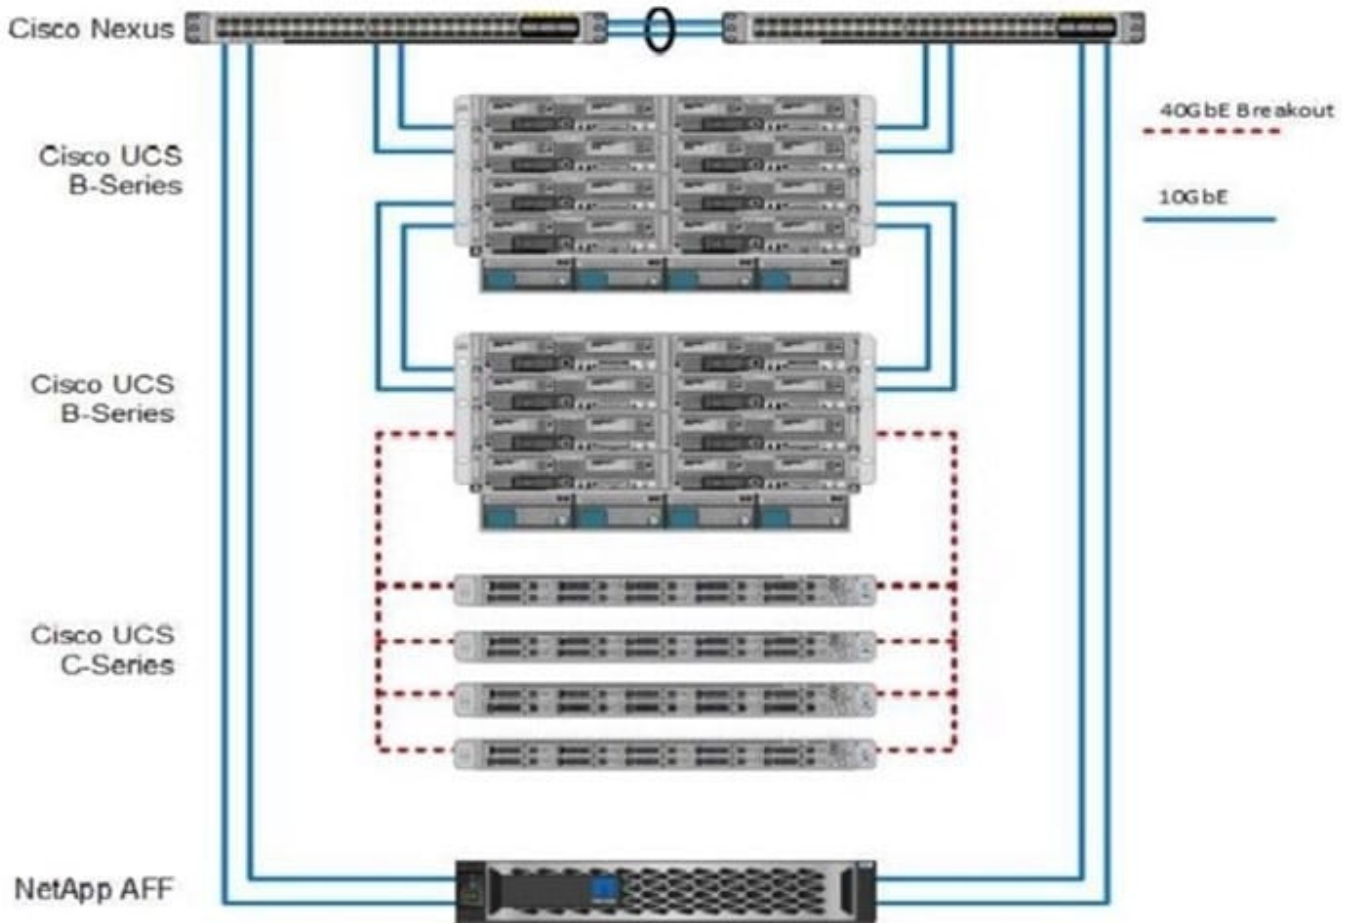 Cisco Nexus
40GbE Breakout
Cisco UCS
B-Series
10GbE
Cisco UCS
B-Series
Cisco UCS
C-Series
NetApp AFF